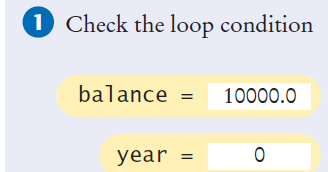 1 Check the loop condition
balance = 10000.0
year = 0